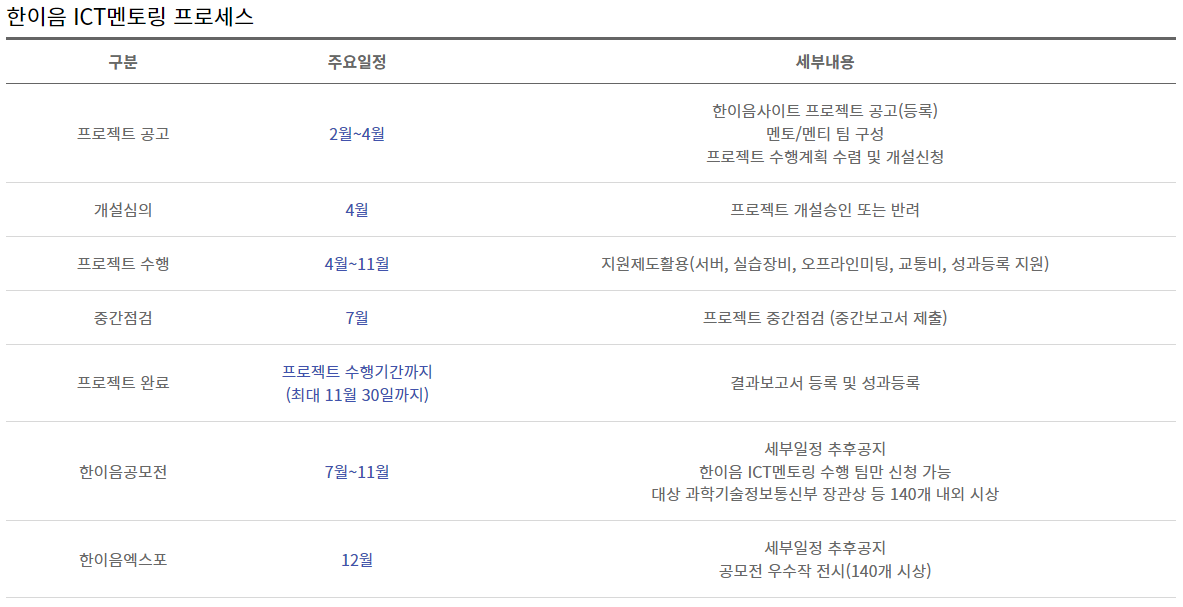 한이음 ICT멘토링 프로세스
구분 주요일정 세부내용
프로젝트 공고 2월~4월 한이음사이트 프로젝트 공고(등록)
멘토/멘티 팀 구성
프로젝트 수행계획 수렴 및 개설신청
개설심의 4월 프로젝트 개설승인 또는 반려
프로젝트 수행 4월~11월 지원제도활용(서버, 실습장비, 오프라인미팅, 교통비, 성과등록 지원)
중간점검 7월 프로젝트 중간점검 (중간보고서 제출)
프로젝트 완료 프로젝트 수행기간까지
(최대 11월 30일까지) 결과보고서 등록 및 성과등록
한이음공모전 7월~11월 세부일정 추후공지
한이음 ICT멘토링 수행 팀만 신청 가능
대상 과학기술정보통신부 장관상 등 140개 내외 시상
한이음엑스포 12월 세부일정 추후공지
공모전 우수작 전시(140개 시상)